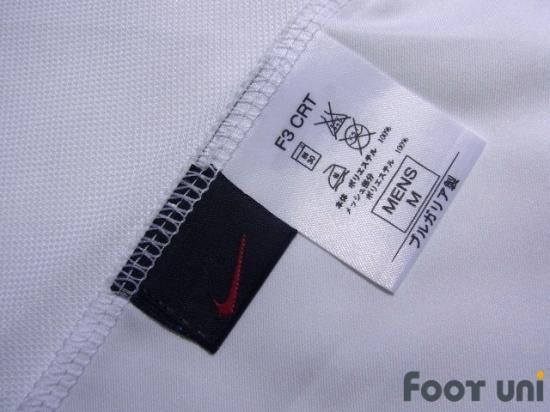 F3 CRT
30
本体 ポリエステル 100%
メッシュ部分
ポリエステル 100%
MENS
M
ブルガリア製
FOOT uni